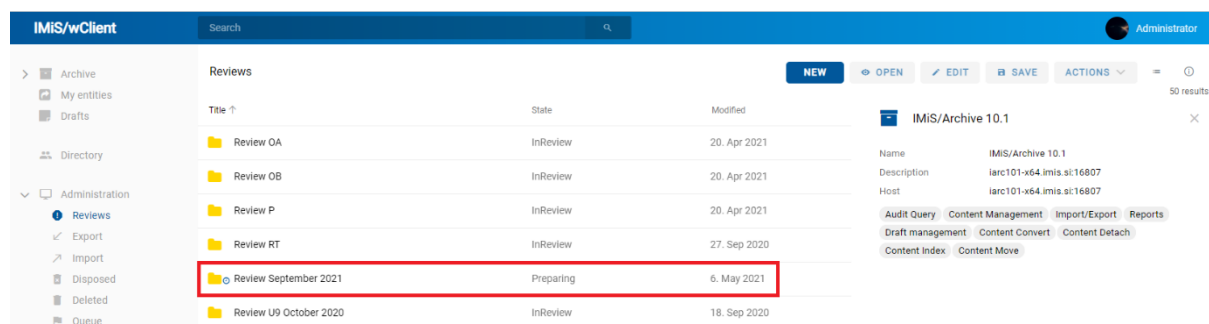 IMiS/wClient Search Administrator
Archive
My entities
Drafts
Directory
Administration
Reviews
Export
Import
Disposed
Deleted
Queue
Reviews
NEW OPEN EDIT SAVE ACTIONS
50 results
Title State Modified
Review OA InReview 20. Apr 2021
Review OB InReview 20. Apr 2021
Review P InReview 20. Apr 2021
Review RT InReview 27. Sep 2020
Review September 2021 Preparing 6. May 2021
Review U9 October 2020 InReview 18. Sep 2020
IMiS/Archive 10.1
Name IMiS/Archive 10.1
Description iarc101-x64.imis.si:16807
Host iarc101-x64.imis.si:16807
Audit Query Content Management Import/Export Reports
Draft management Content Convert Content Detach
Content Index Content Move